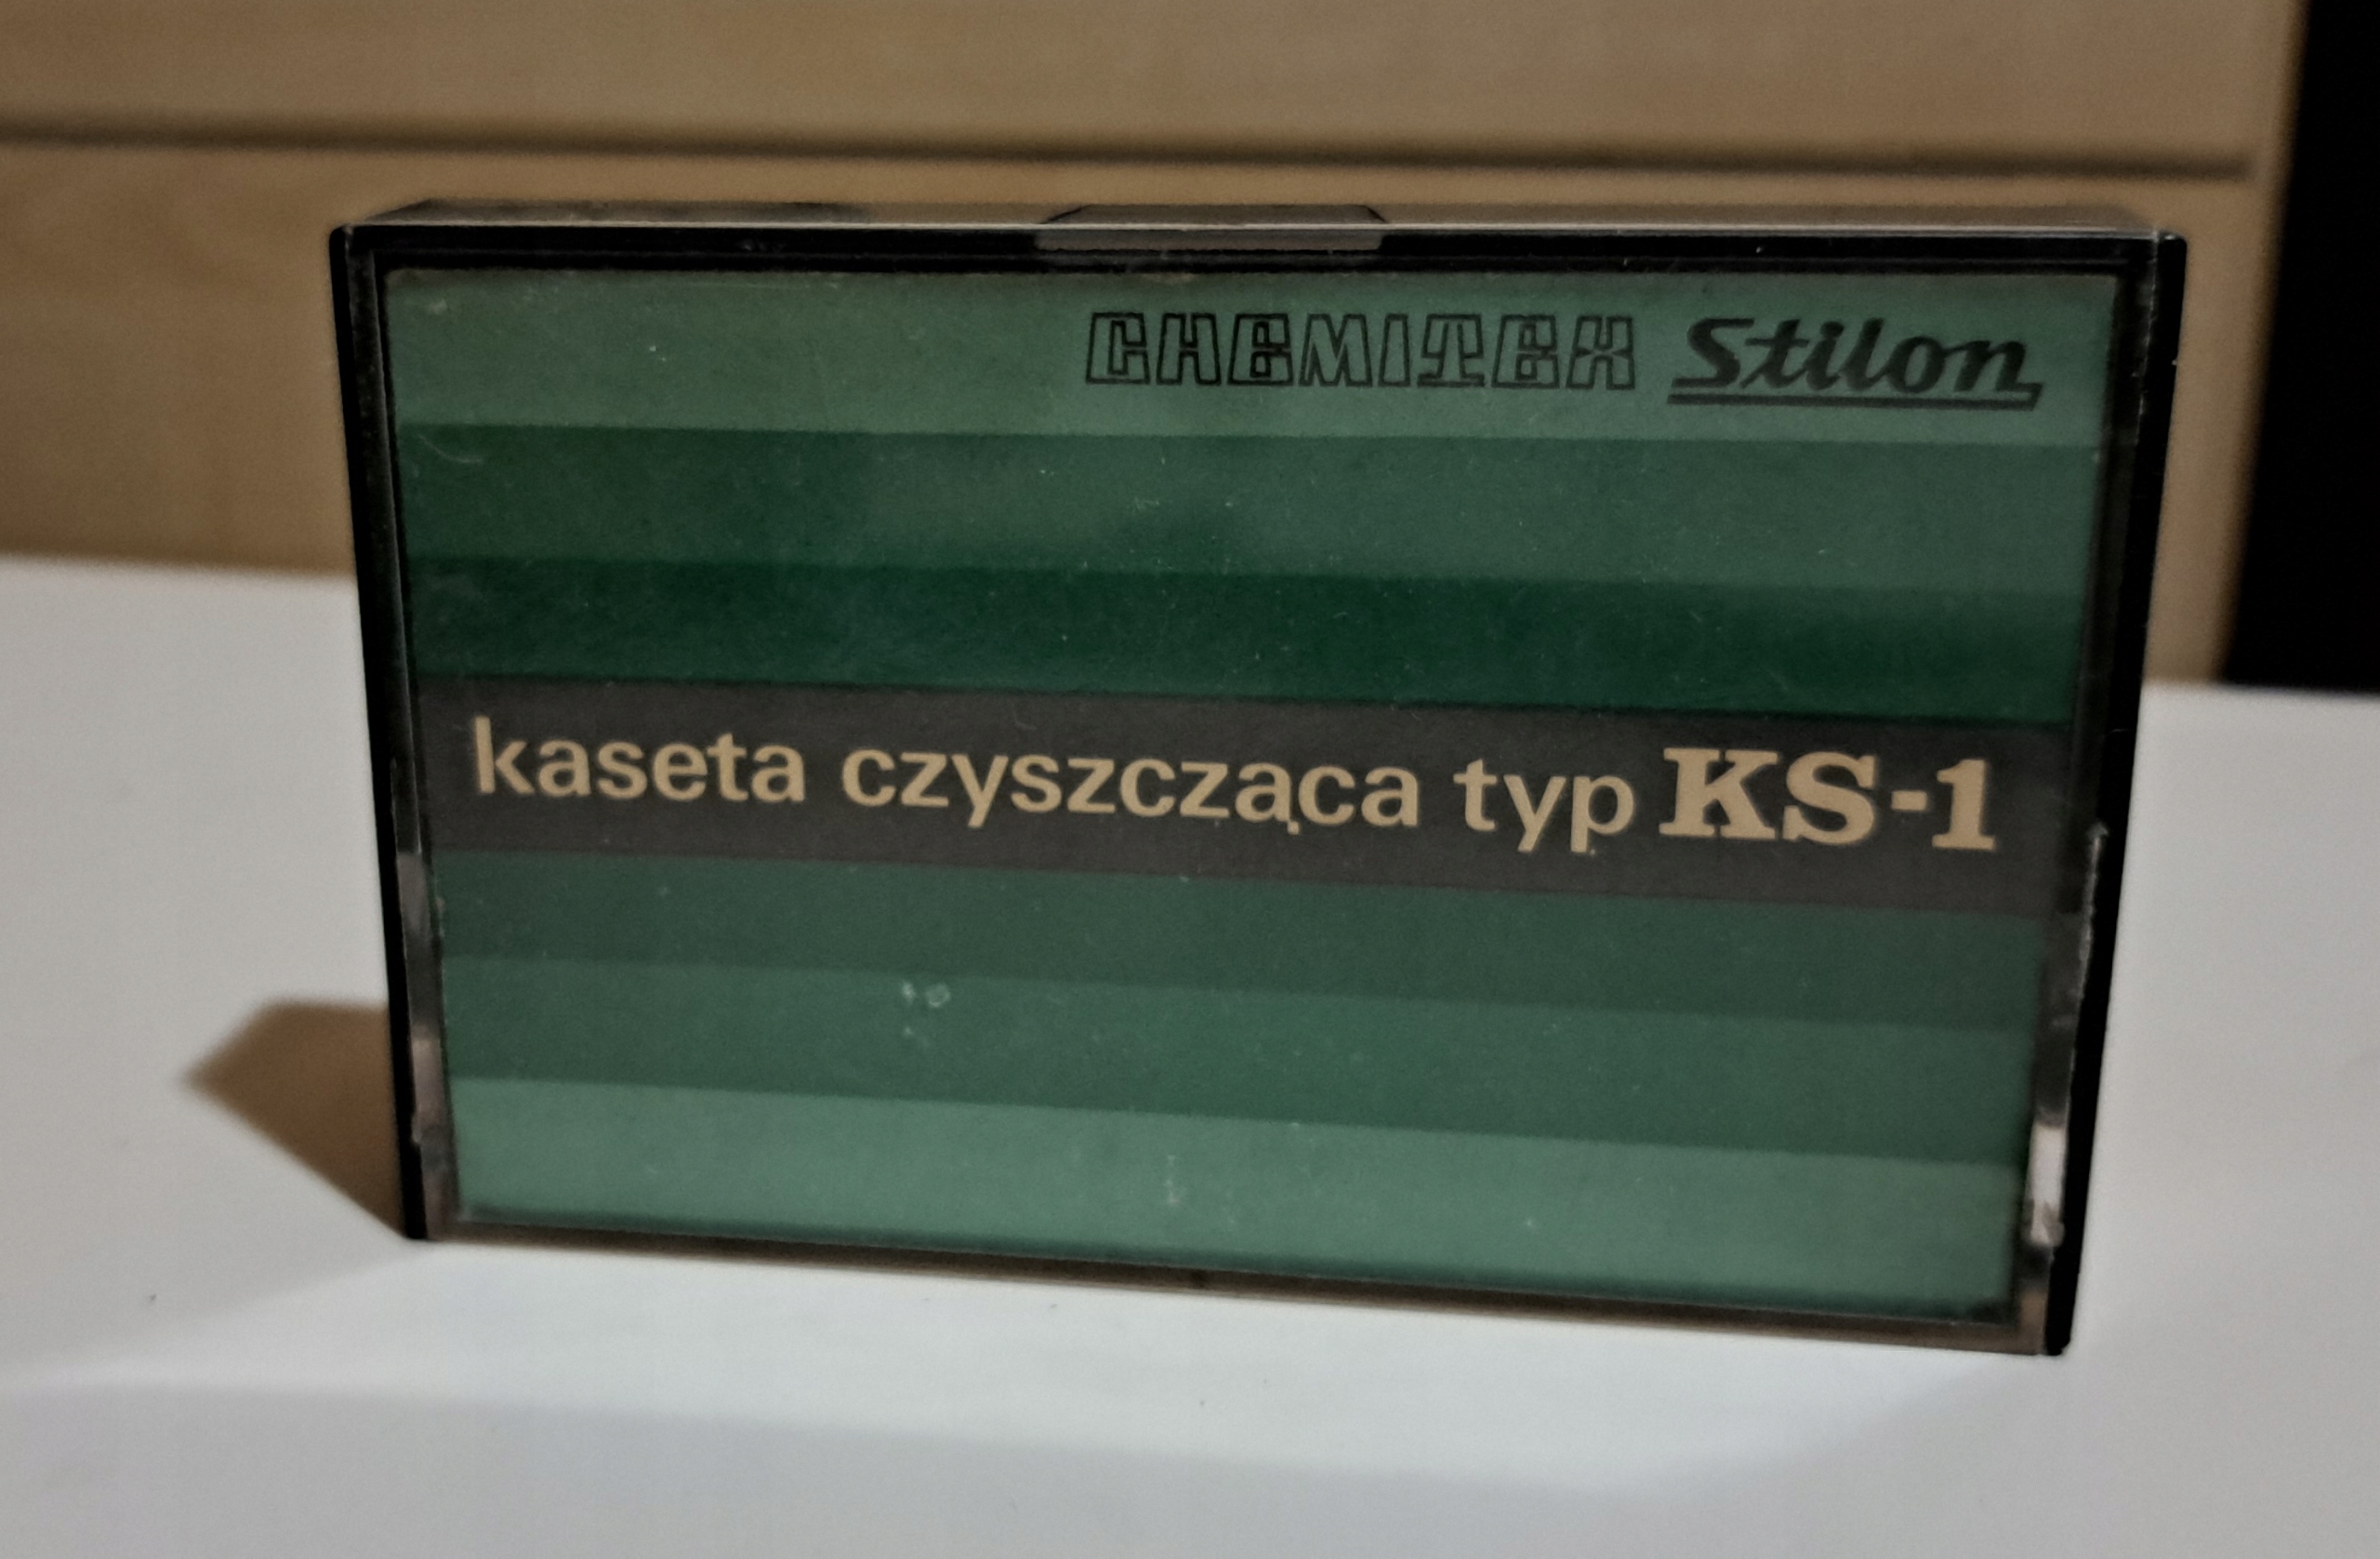 CHEMITEX Stilon
kaseta czyszcząca typ KS-1